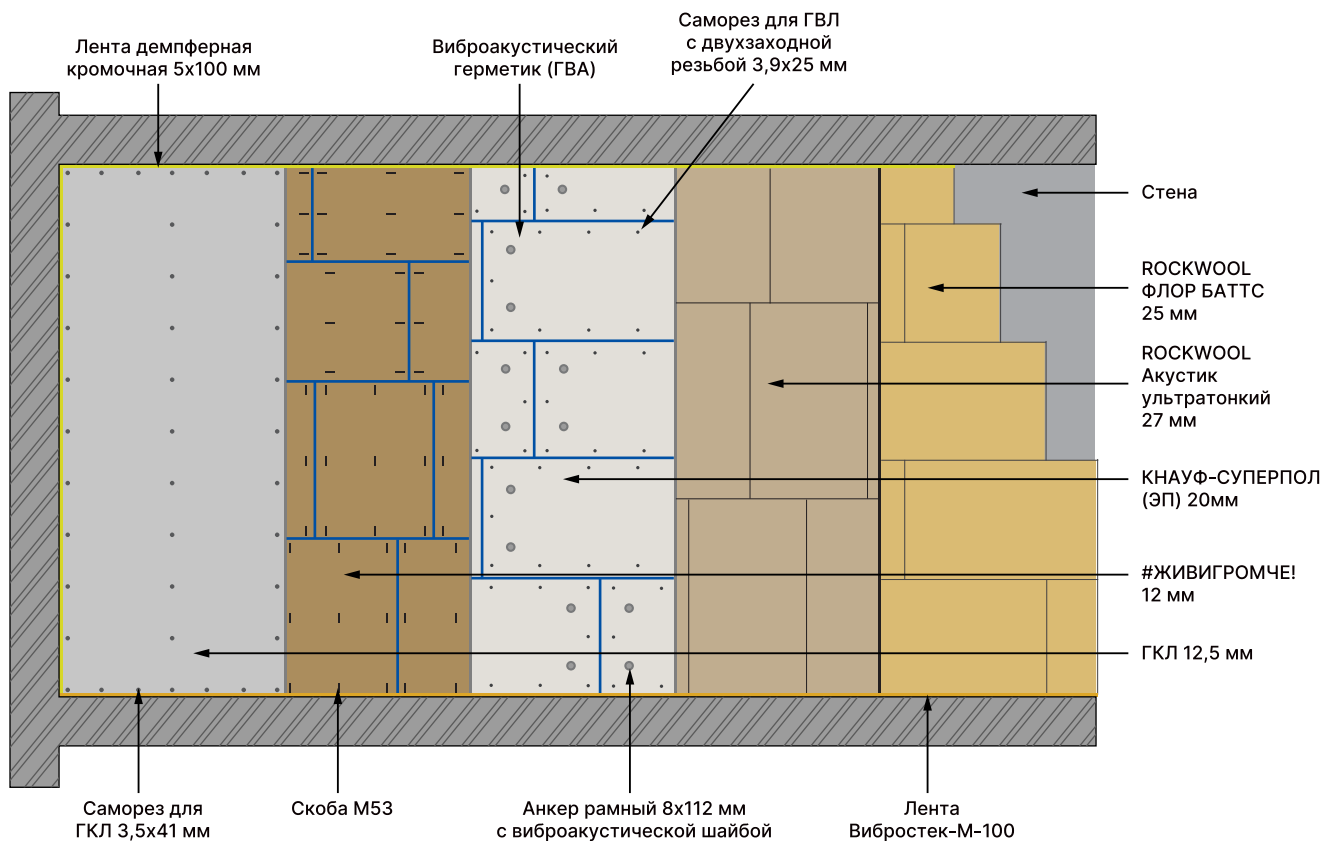 Лента демпферная
кромочная 5х100 мм
Виброакустический
герметик (ГВА)
Саморез для ГВЛ
с двухзаходной
резьбой 3,9х25 мм
Стена
ROCKWOOL
ФЛОР БАТТС
25 мм
ROCKWOOL
Акустик
ультратонкий
27 мм
КНАУФ-СУПЕРПОЛ
(ЭП) 20мм
#ЖИВИГРОМЧЕ!
12 мм
ГКЛ 12,5 мм
Саморез для
ГКЛ 3,5х41 мм
Скоба М53
Анкер рамный 8х112 мм
с виброакустической шайбой
Лента
Вибростек-М-100